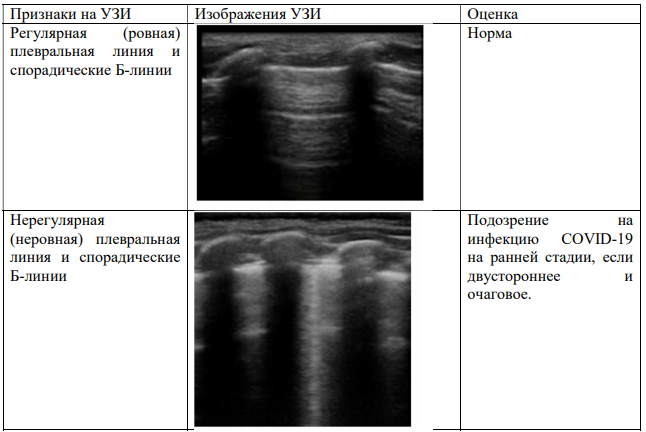 Признаки на УЗИ
Изображения УЗИ
Оценка
Регулярная (ровная)
плевральная линия и
спорадические Б-линии
Норма
Нерегулярная
(неровная) плевральная
линия и спорадические
Б-линии
Подозрение на
инфекцию COVID-19
на ранней стадии, если
двустороннее и
очаговое.